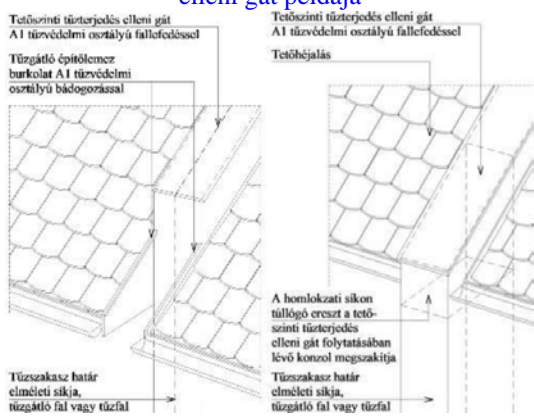 elleni gát példája
Tetőszinti tűzterjedés elleni gát
A1 tűzvédelmi osztályú fallefedéssel
Tűzgátló építőlemez
burkolat A1 tűzvédelmi
osztályú bádogozással
Tűzszakasz határ
elméleti síkja,
tűzgátló fal vagy tűzfal
Tetőszinti tűzterjedés elleni gát
A1 tűzvédelmi osztályú fallefedéssel
Tetőhéjalás
A homlokzati síkon
túllógó ereszt a tető-
szinti tűzterjedés
elleni gát folytatásában
lévő konzol megszakítja
Tűzszakasz határ
elméleti síkja,
tűzgátló fal vagy tűzfal